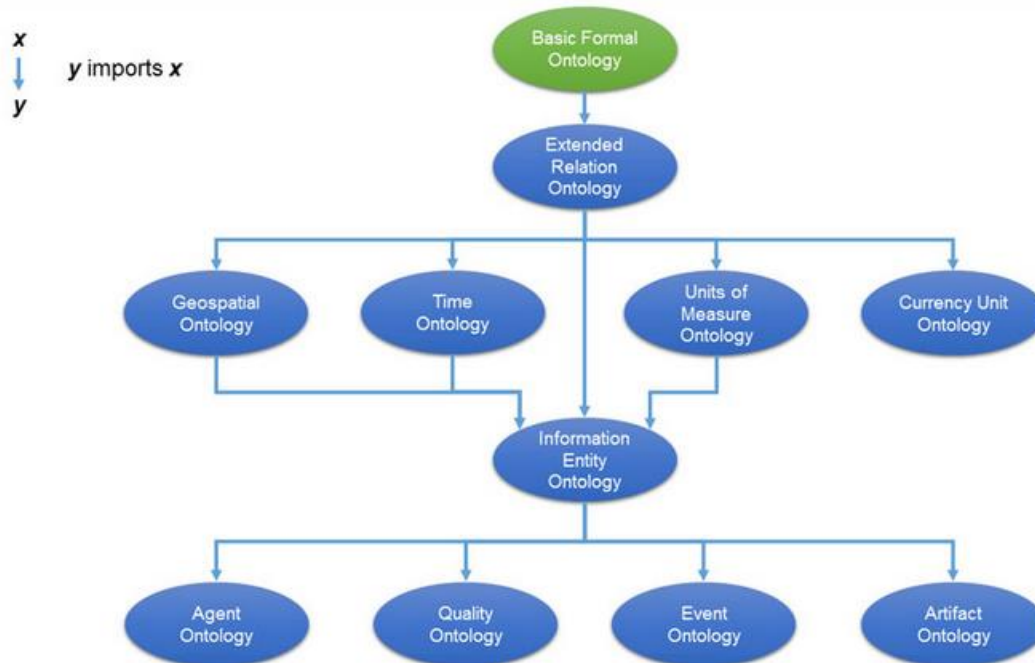 x
y imports x
y
Basic Formal
Ontology
Extended
Relation
Ontology
Geospatial
Ontology
Time
Ontology
Units of
Measure
Ontology
Currency Unit
Ontology
Information
Entity
Ontology
Agent
Ontology
Quality
Ontology
Event
Ontology
Artifact
Ontology